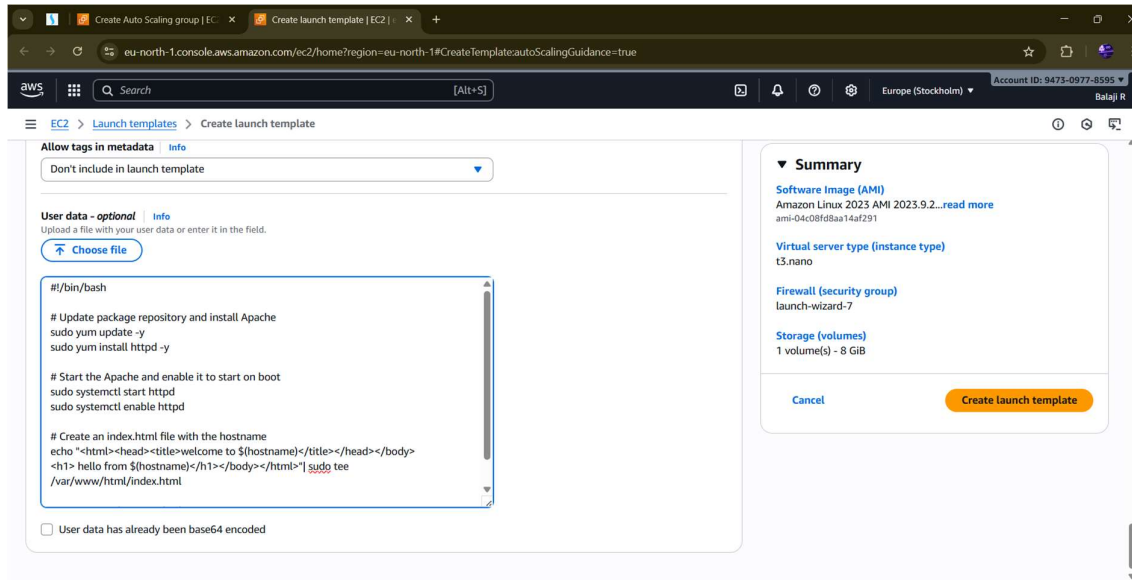 Create Auto Scaling group | EC
Create launch template | EC2 | e
eu-north-1.console.aws.amazon.com/ec2/home?region=eu-north-1#CreateTemplate:autoScalingGuidance=true
aws
Search
[Alt+S]
Europe (Stockholm)
Account ID: 9473-0977-8595
Balaji R
EC2 > Launch templates > Create launch template
Allow tags in metadata Info
Don't include in launch template
User data - optional Info
Upload a file with your user data or enter it in the field.
Choose file
#!/bin/bash
# Update package repository and install Apache
sudo yum update -y
sudo yum install httpd -y
# Start the Apache and enable it to start on boot
sudo systemctl start httpd
sudo systemctl enable httpd
# Create an index.html file with the hostname
echo "<html><head><title>welcome to $(hostname)</title></head></body>
<h1> hello from $(hostname)</h1></body></html>"| sudo tee
/var/www/html/index.html
User data has already been base64 encoded
Summary
Software Image (AMI)
Amazon Linux 2023 AMI 2023.9.2...read more
ami-04c08fd8aa14af291
Virtual server type (instance type)
t3.nano
Firewall (security group)
launch-wizard-7
Storage (volumes)
1 volume(s) - 8 GiB
Cancel
Create launch template